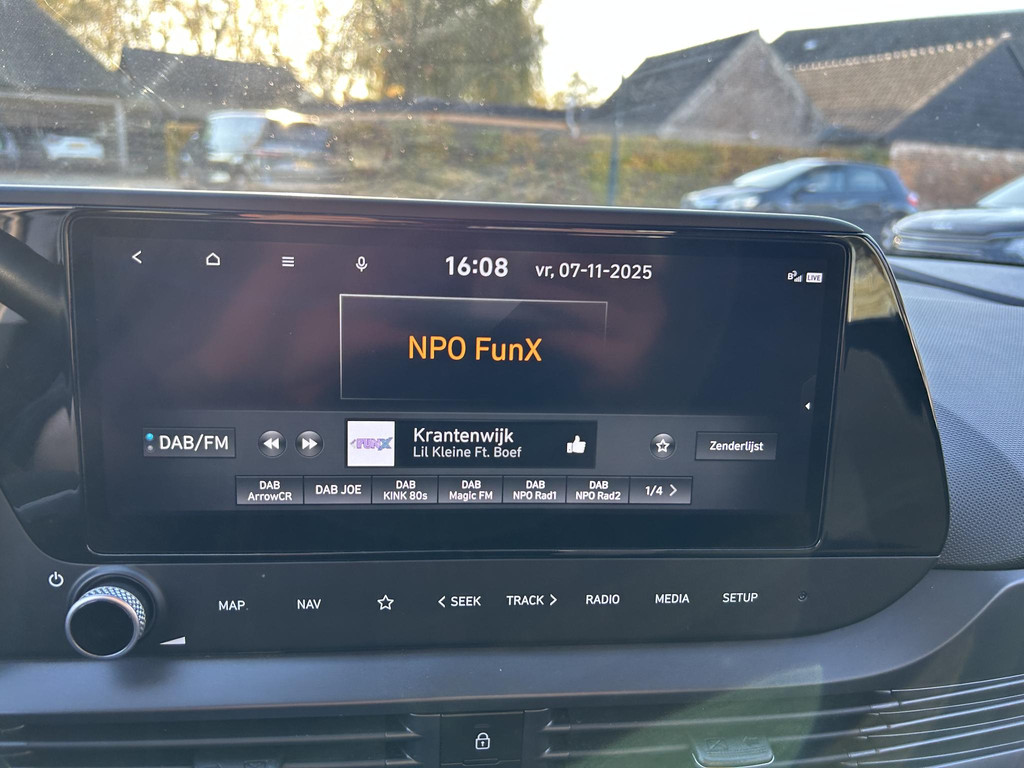 16:08 vr, 07-11-2025
LIVE
NPO FunX
DAB/FM
FUNX
Krantenwijk
Lil Kleine Ft. Boef
Zenderlijst
DAB ArrowCR
DAB JOE
DAB KINK 80s
DAB Magic FM
DAB NPO Rad1
DAB NPO Rad2
1/4
MAP
NAV
SEEK
TRACK
RADIO
MEDIA
SETUP